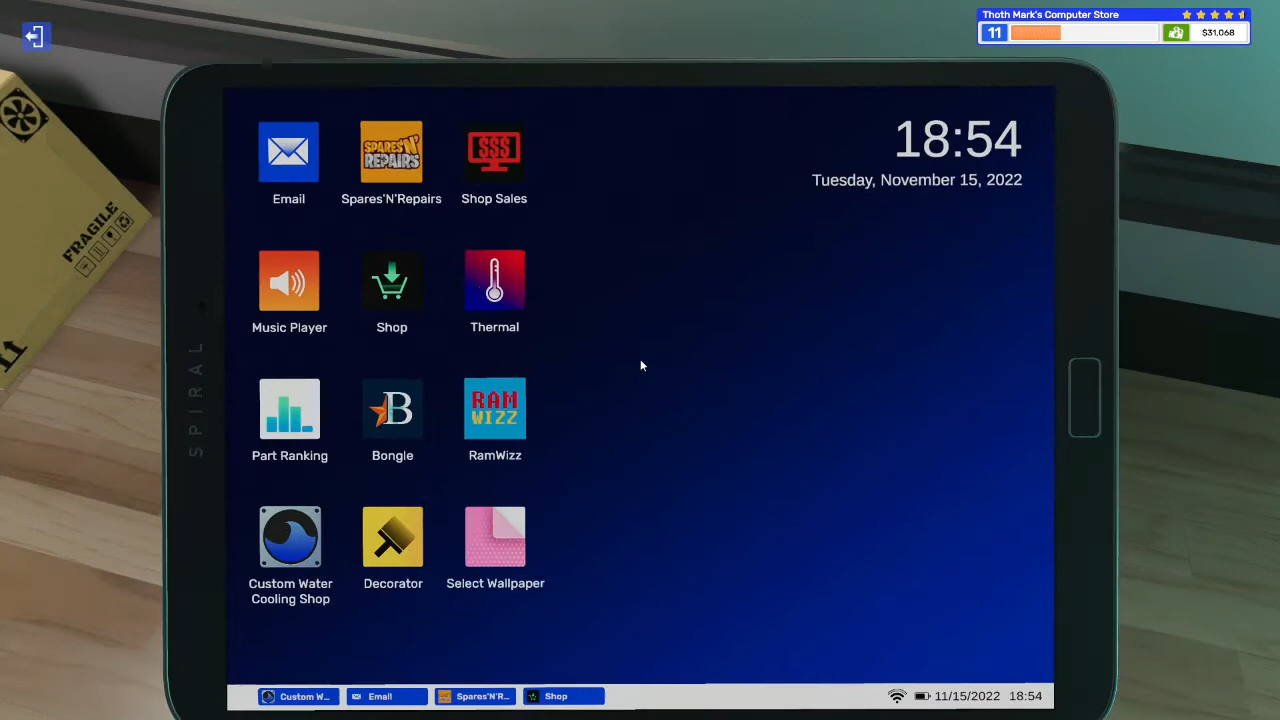 Thoth Mark's Computer Store
11
$31.068
FRAGILE
SPIRAL
18:54
Tuesday, November 15, 2022
Email
SPARES'N'
REPAIRS
Spares'N'Repairs
$$$
Shop Sales
Music Player
Shop
Thermal
Part Ranking
B
Bongle
RAM
WIZZ
RamWizz
Custom Water
Cooling Shop
Decorator
Select Wallpaper
Custom W...
Email
Spares'N'R...
Shop
11/15/2022 18:54